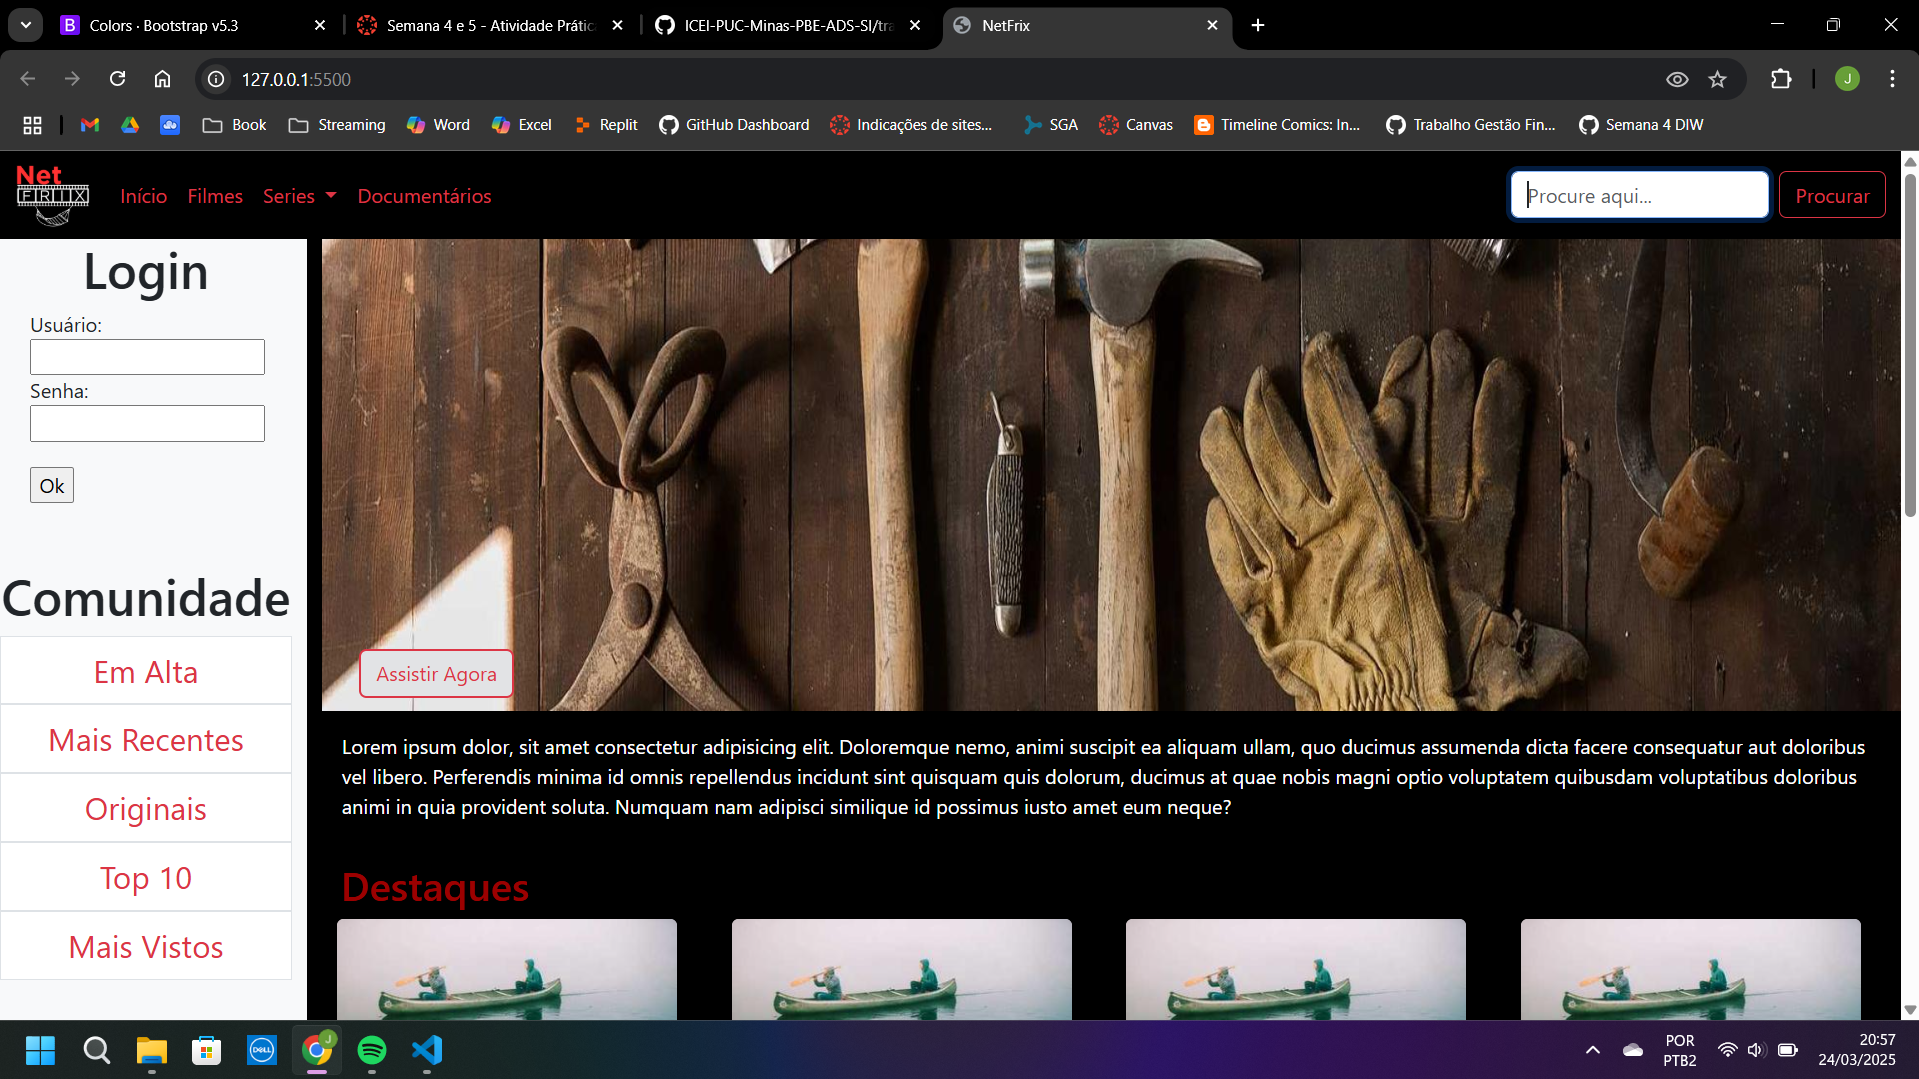 Colors · Bootstrap v5.3
Semana 4 e 5 - Atividade Prátic
ICEI-PUC-Minas-PBE-ADS-SI/tra
NetFrix
127.0.0.1:5500
J
Book
Streaming
Word
Excel
Replit
GitHub Dashboard
Indicações de sites...
SGA
Canvas
Timeline Comics: In...
Trabalho Gestão Fin...
Semana 4 DIW
Net
FIRLIX
Início
Filmes
Series
Documentários
Procure aqui...
Procurar
Login
Usuário:
Senha:
Ok
Comunidade
Em Alta
Mais Recentes
Originais
Top 10
Mais Vistos
Assistir Agora
Lorem ipsum dolor, sit amet consectetur adipisicing elit. Doloremque nemo, animi suscipit ea aliquam ullam, quo ducimus assumenda dicta facere consequatur aut doloribus
vel libero. Perferendis minima id omnis repellendus incidunt sint quisquam quis dolorum, ducimus at quae nobis magni optio voluptatem quibusdam voluptatibus doloribus
animi in quia provident soluta. Numquam nam adipisci similique id possimus iusto amet eum neque?
Destaques
DELL
J
POR
PTB2
20:57
24/03/2025